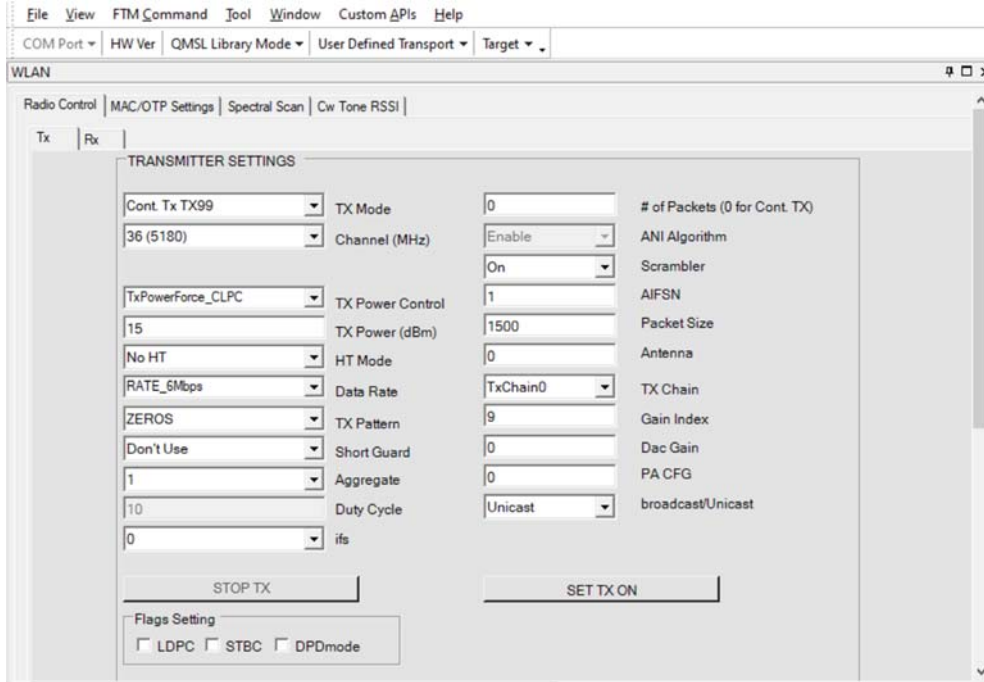 File View FTM Command Tool Window Custom APIs Help
COM Port HW Ver QMSL Library Mode User Defined Transport Target
WLAN
Radio Control MAC/OTP Settings Spectral Scan Cw Tone RSSI
Tx Rx
TRANSMITTER SETTINGS
Cont. Tx TX99 TX Mode 0 # of Packets (0 for Cont. TX)
36 (5180) Channel (MHz) Enable ANI Algorithm
On Scrambler
TxPowerForce_CLPC TX Power Control 1 AIFSN
15 TX Power (dBm) 1500 Packet Size
No HT HT Mode 0 Antenna
RATE_6Mbps Data Rate TxChain0 TX Chain
ZEROS TX Pattern 9 Gain Index
Don't Use Short Guard 0 Dac Gain
1 Aggregate 0 PA CFG
10 Duty Cycle Unicast broadcast/Unicast
0 ifs
STOP TX SET TX ON
Flags Setting
LDPC STBC DPDmode